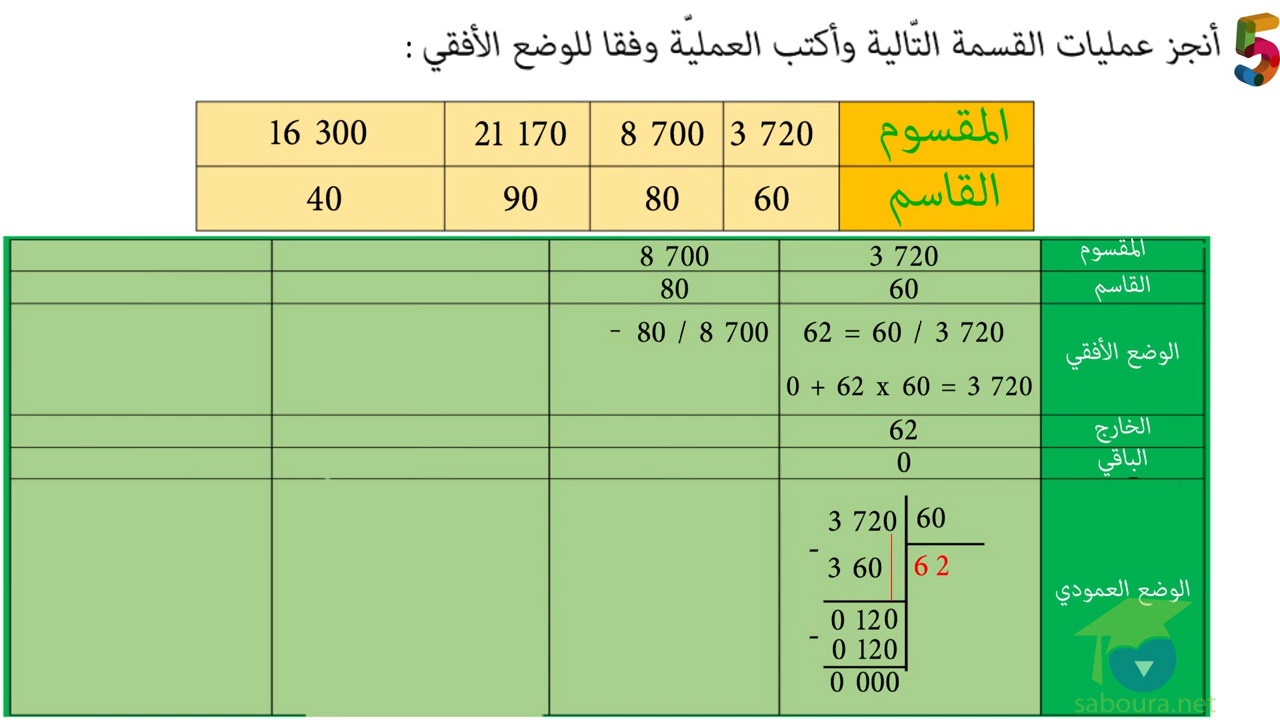 5 أنجز عمليات القسمة التّالية وأكتب العمليّة وفقا للوضع الأفقي :
المقسوم 3 720 8 700 21 170 16 300
القاسم 60 80 90 40
المقسوم 3 720 8 700
القاسم 60 80
الوضع الأفقي
62 = 60 / 3 720
- 80 / 8 700
0 + 62 x 60 = 3 720
الخارج 62
الباقي 0
الوضع العمودي
3 720 60
- 3 60 6 2
0 120
- 0 120
0 000
saboura.net